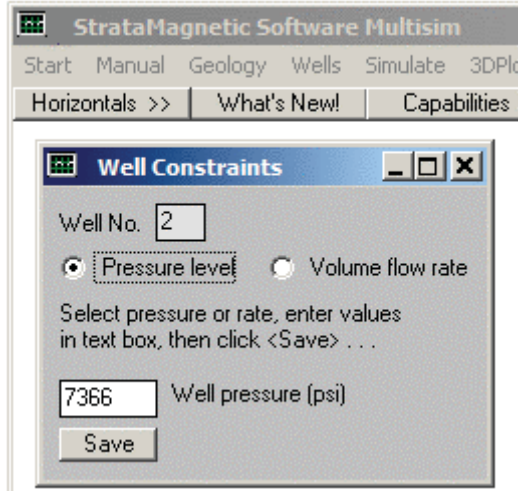 StrataMagnetic Software Multisim
Start Manual Geology Wells Simulate 3DPlo
Horizontals >> What's New! Capabilities
Well Constraints
Well No. 2
Pressure level Volume flow rate
Select pressure or rate, enter values
in text box, then click <Save> . . .
7366 Well pressure (psi)
Save